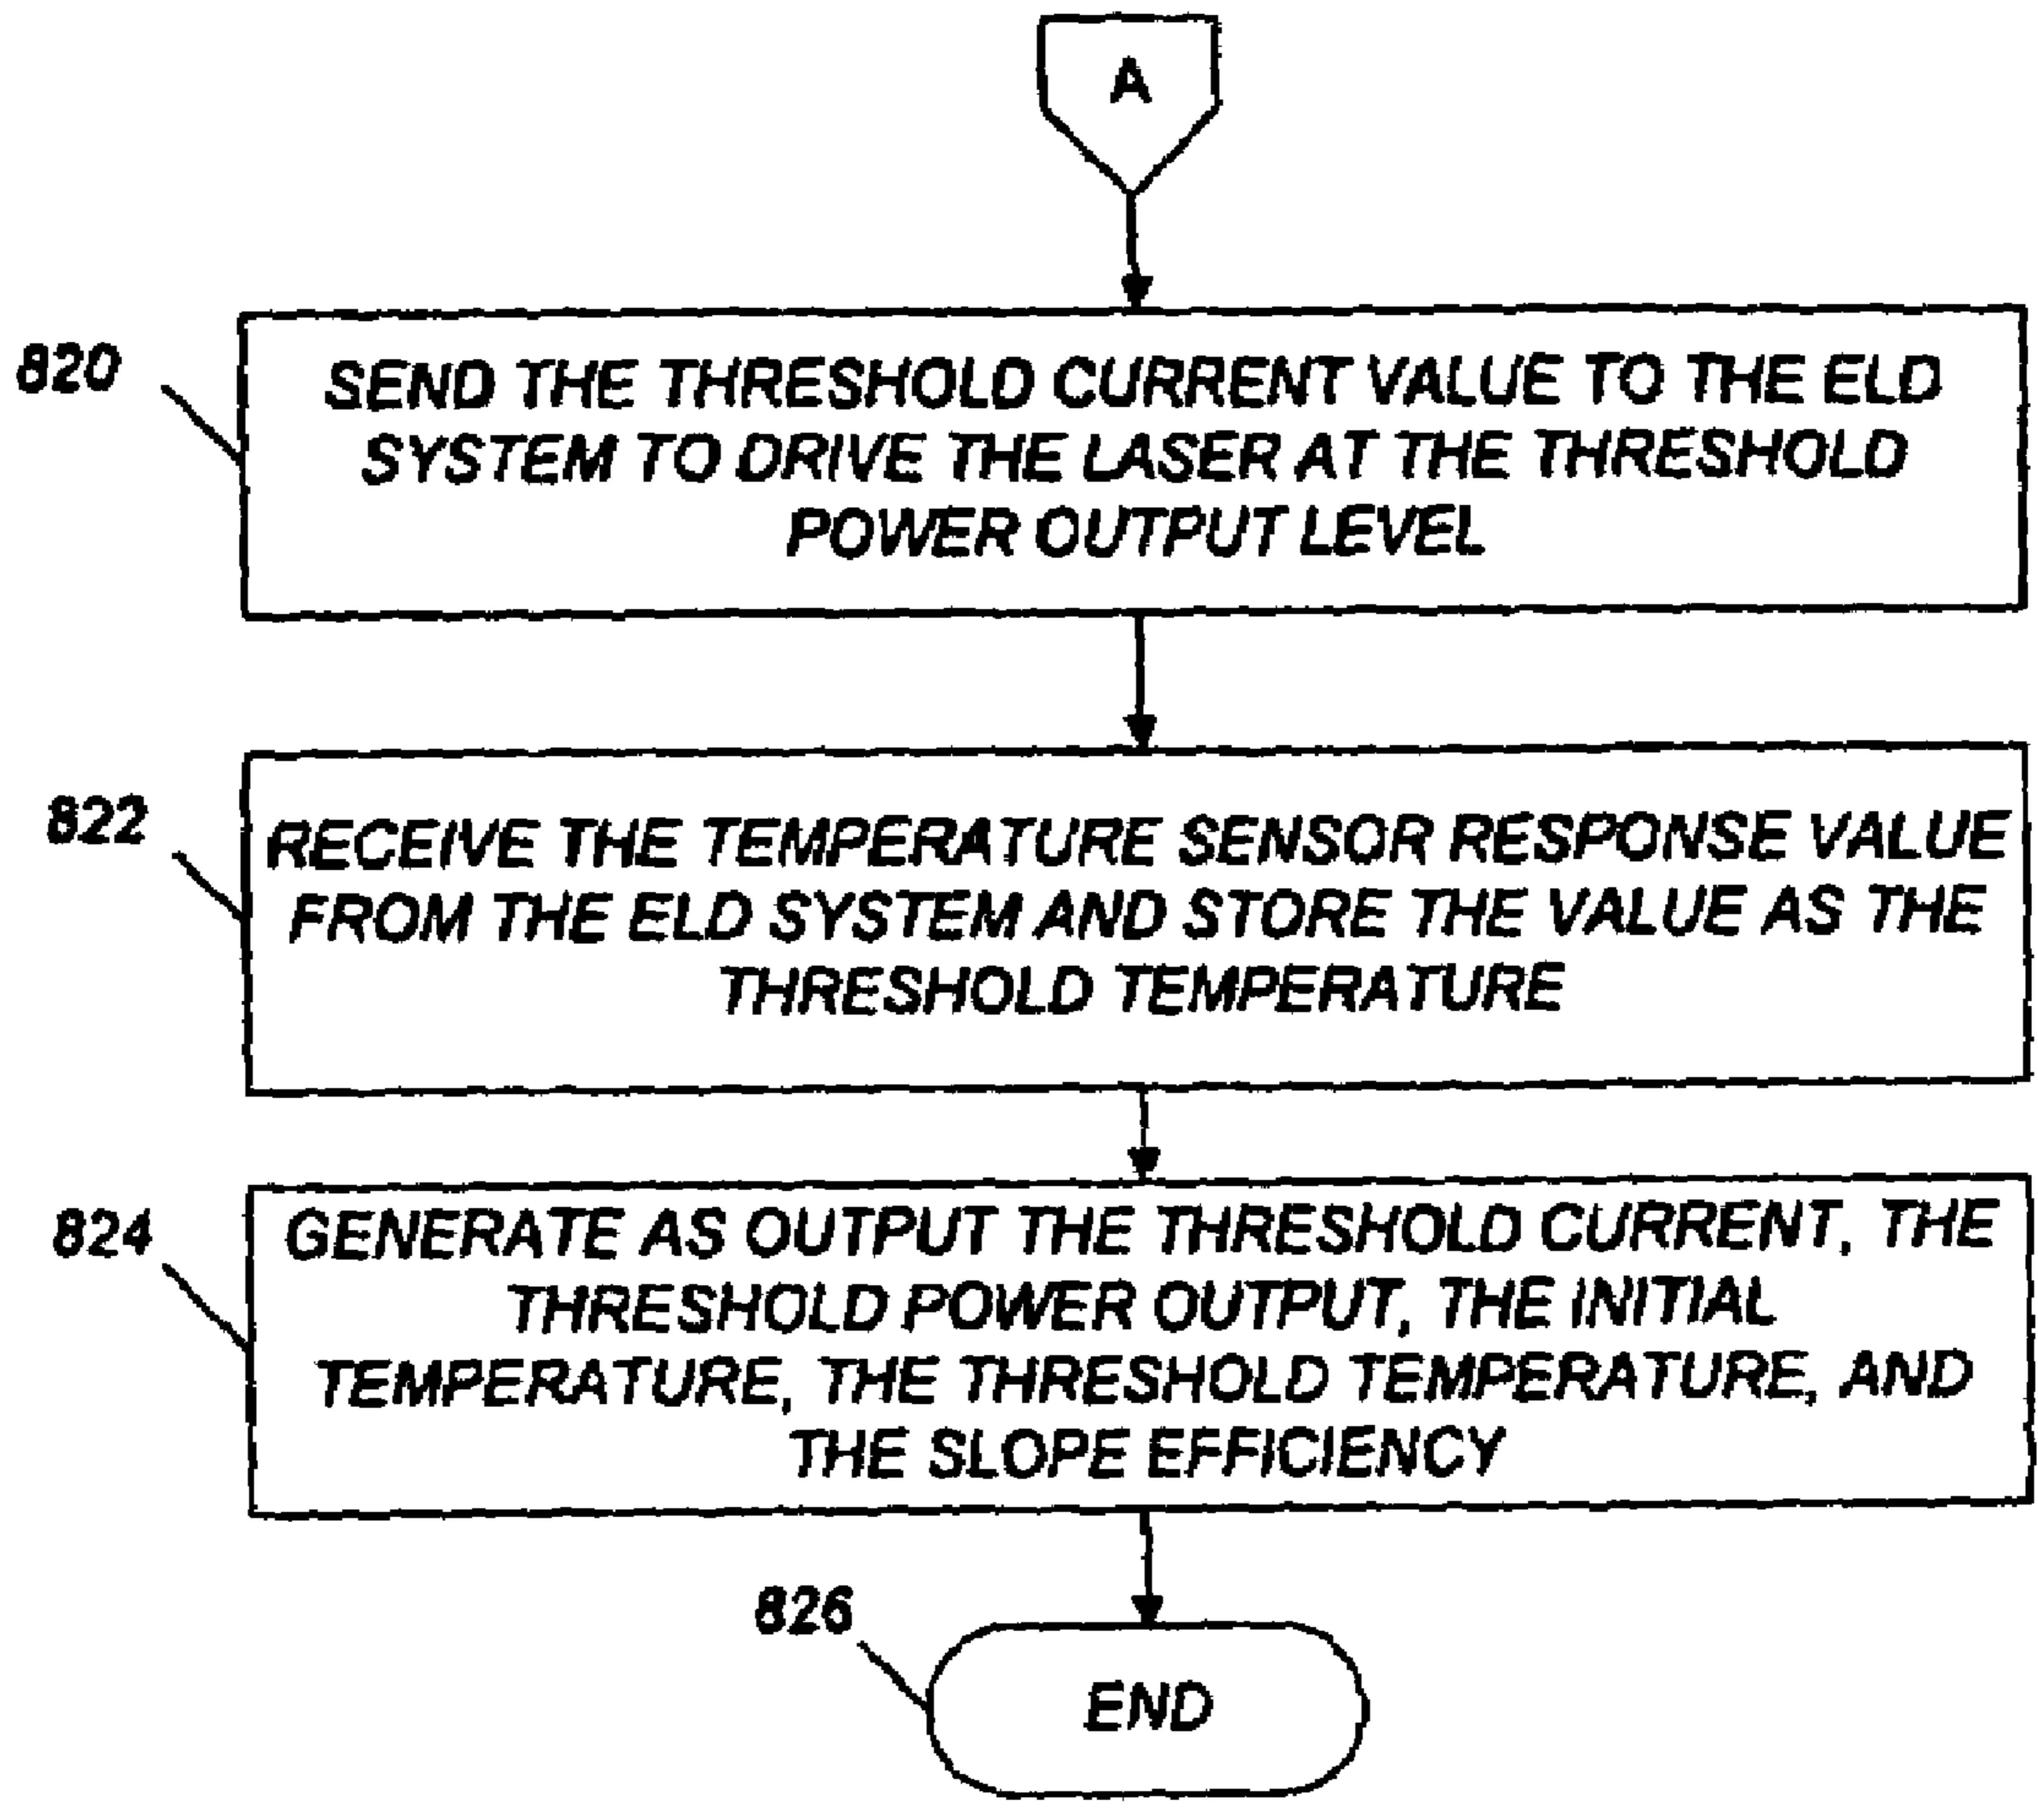 A
820
SEND THE THRESHOLD CURRENT VALUE TO THE ELD
SYSTEM TO DRIVE THE LASER AT THE THRESHOLD
POWER OUTPUT LEVEL
822
RECEIVE THE TEMPERATURE SENSOR RESPONSE VALUE
FROM THE ELD SYSTEM AND STORE THE VALUE AS THE
THRESHOLD TEMPERATURE
824
GENERATE AS OUTPUT THE THRESHOLD CURRENT, THE
THRESHOLD POWER OUTPUT, THE INITIAL
TEMPERATURE, THE THRESHOLD TEMPERATURE, AND
THE SLOPE EFFICIENCY
826
END